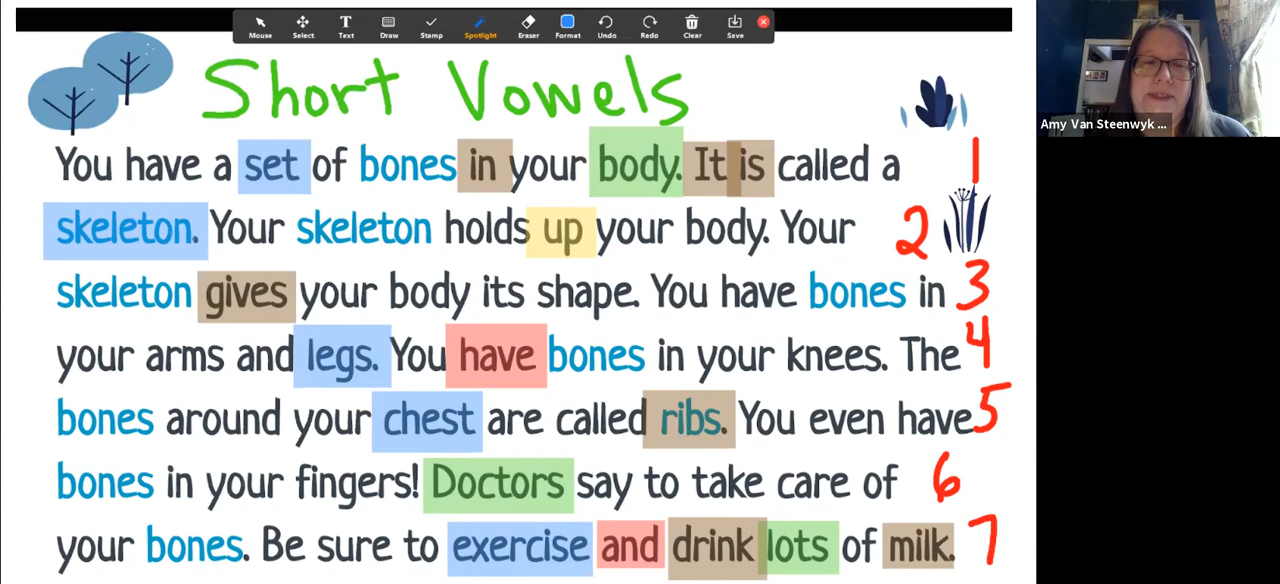 Mouse Select Text Draw Stamp Spotlight Eraser Format Undo Redo Clear Save
Short Vowels
You have a set of bones in your body. It is called a 1
skeleton. Your skeleton holds up your body. Your 2
skeleton gives your body its shape. You have bones in 3
your arms and legs. You have bones in your knees. The 4
bones around your chest are called ribs. You even have 5
bones in your fingers! Doctors say to take care of 6
your bones. Be sure to exercise and drink lots of milk. 7
Amy Van Steenwyk ...